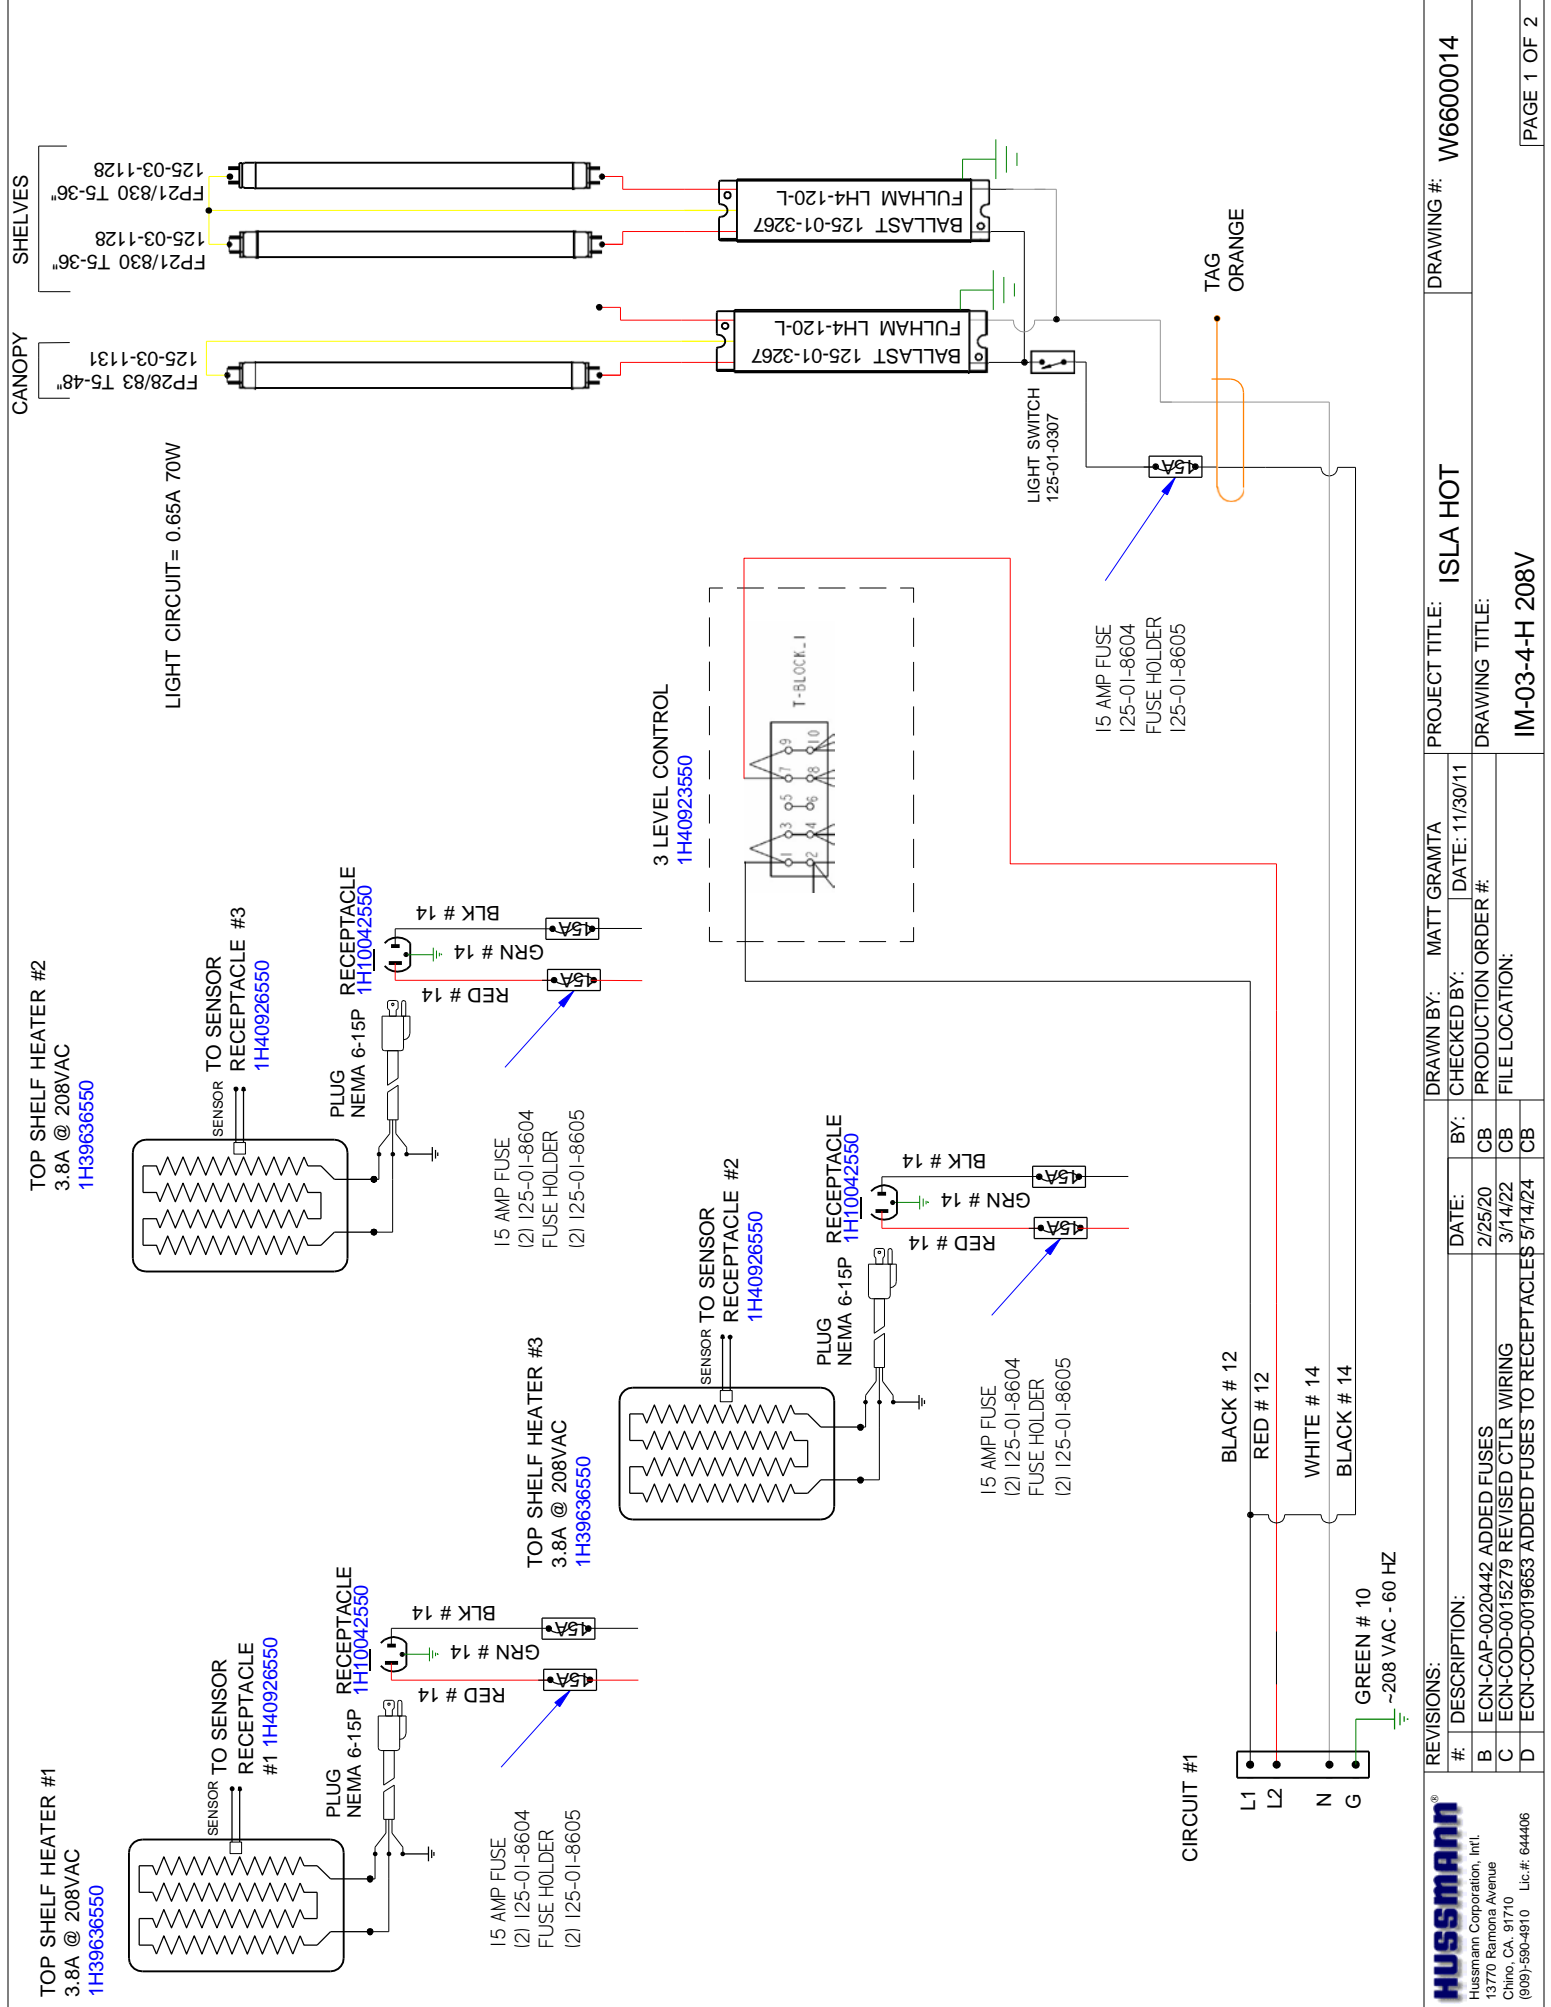 TOP SHELF HEATER #1
3.8A @ 208VAC
1H39636550
SENSOR
TO SENSOR
RECEPTACLE
#1 1H40926550
PLUG
NEMA 6-15P
RECEPTACLE
1H10042550
RED # 14
GRN # 14
BLK # 14
15A
15A
15 AMP FUSE
(2) 125-01-8604
FUSE HOLDER
(2) 125-01-8605
TOP SHELF HEATER #2
3.8A @ 208VAC
1H39636550
SENSOR
TO SENSOR
RECEPTACLE #3
1H40926550
PLUG
NEMA 6-15P
RECEPTACLE
1H10042550
RED # 14
GRN # 14
BLK # 14
15A
15A
15 AMP FUSE
(2) 125-01-8604
FUSE HOLDER
(2) 125-01-8605
TOP SHELF HEATER #3
3.8A @ 208VAC
1H39636550
SENSOR
TO SENSOR
RECEPTACLE #2
1H40926550
PLUG
NEMA 6-15P
RECEPTACLE
1H10042550
RED # 14
GRN # 14
BLK # 14
15A
15A
15 AMP FUSE
(2) 125-01-8604
FUSE HOLDER
(2) 125-01-8605
LIGHT CIRCUIT= 0.65A 70W
CANOPY
FP28/83 T5-48"
125-03-1131
SHELVES
FP21/830 T5-36"
125-03-1128
FP21/830 T5-36"
125-03-1128
BALLAST 125-01-3267
FULHAM LH4-120-L
BALLAST 125-01-3267
FULHAM LH4-120-L
LIGHT SWITCH
125-01-0307
3 LEVEL CONTROL
1H40923550
1 3 5 7 9
2 4 6 8 10
T-BLOCK_1
15A
15 AMP FUSE
125-01-8604
FUSE HOLDER
125-01-8605
TAG
ORANGE
CIRCUIT #1
L1
L2
N
G
BLACK # 12
RED # 12
WHITE # 14
BLACK # 14
GREEN # 10
~208 VAC - 60 HZ
HUSSMANN®
Hussmann Corporation, Int'l.
13770 Ramona Avenue
Chino, CA. 91710
(909)-590-4910 Lic.#: 644406
REVISIONS:
#: DESCRIPTION: DATE: BY:
B ECN-CAP-0020442 ADDED FUSES 2/25/20 CB
C ECN-COD-0015279 REVISED CTLR WIRING 3/14/22 CB
D ECN-COD-0019653 ADDED FUSES TO RECEPTACLES 5/14/24 CB
DRAWN BY: MATT GRAMTA
CHECKED BY: DATE: 11/30/11
PRODUCTION ORDER #:
FILE LOCATION:
PROJECT TITLE: ISLA HOT
DRAWING TITLE:
IM-03-4-H 208V
DRAWING #: W6600014
PAGE 1 OF 2